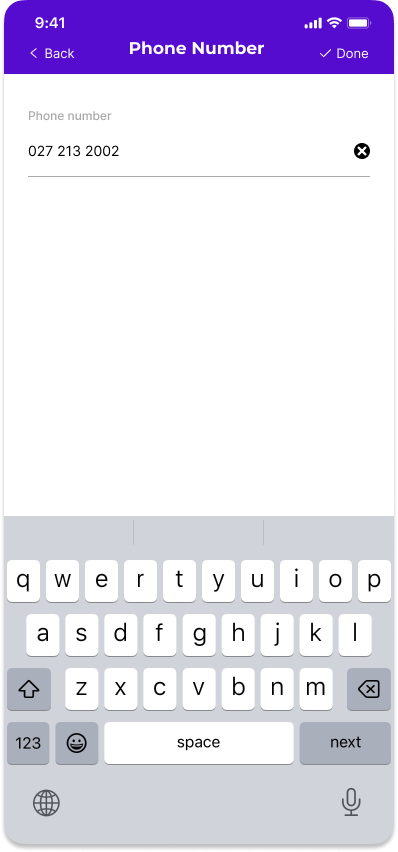 9:41
Back Phone Number Done
Phone number
027 213 2002
q w e r t y u i o p
a s d f g h j k l
z x c v b n m
123 space next